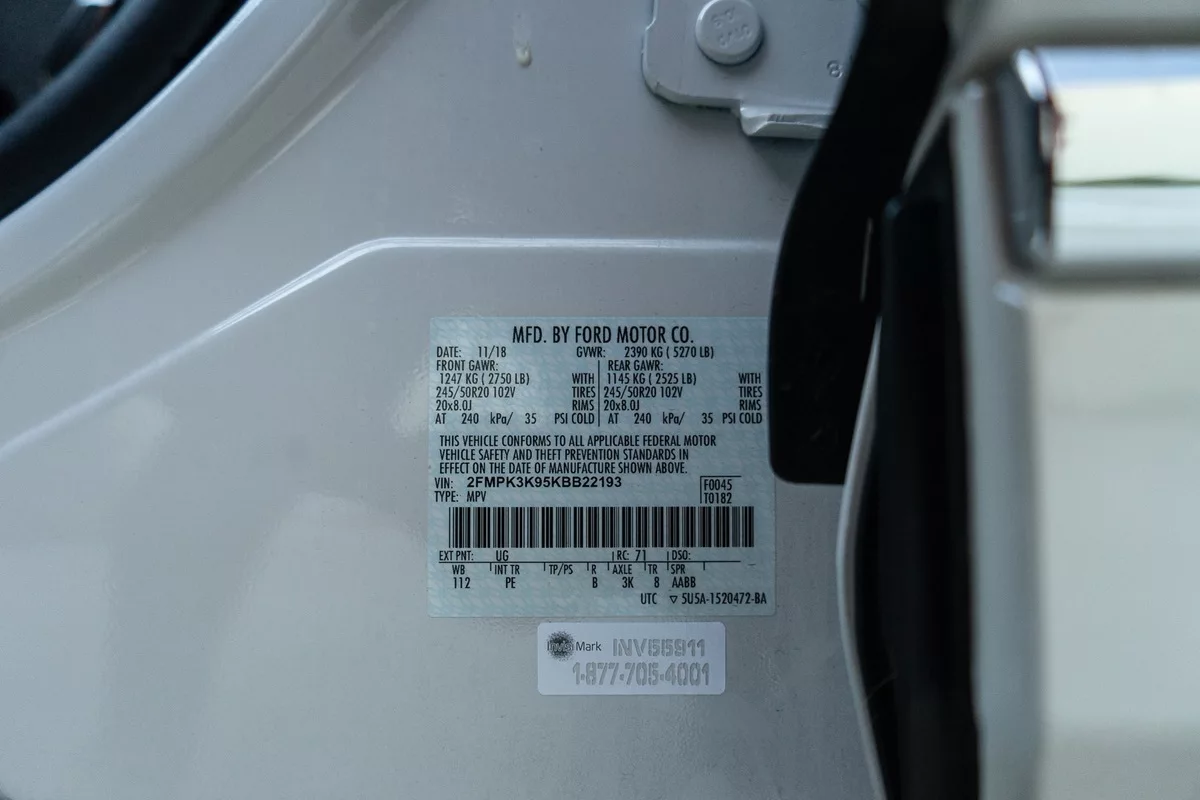 MFD. BY FORD MOTOR CO.
DATE: 11/18 GVWR: 2390 KG ( 5270 LB)
FRONT GAWR: REAR GAWR:
1247 KG ( 2750 LB) WITH 1145 KG ( 2525 LB) WITH
245/50R20 102V TIRES 245/50R20 102V TIRES
20x8.0J RIMS 20x8.0J RIMS
AT 240 kPa/ 35 PSI COLD AT 240 kPa/ 35 PSI COLD
THIS VEHICLE CONFORMS TO ALL APPLICABLE FEDERAL MOTOR
VEHICLE SAFETY AND THEFT PREVENTION STANDARDS IN
EFFECT ON THE DATE OF MANUFACTURE SHOWN ABOVE.
VIN: 2FMPK3K95KBB22193 F0045
TYPE: MPV T0182
EXT PNT: UG RC: 71 DSO:
WB INT TR TP/PS R AXLE TR SPR
112 PE B 3K 8 AABB
UTC ▽ 5U5A-1520472-BA
Mark INV55911
1-877-705-4001